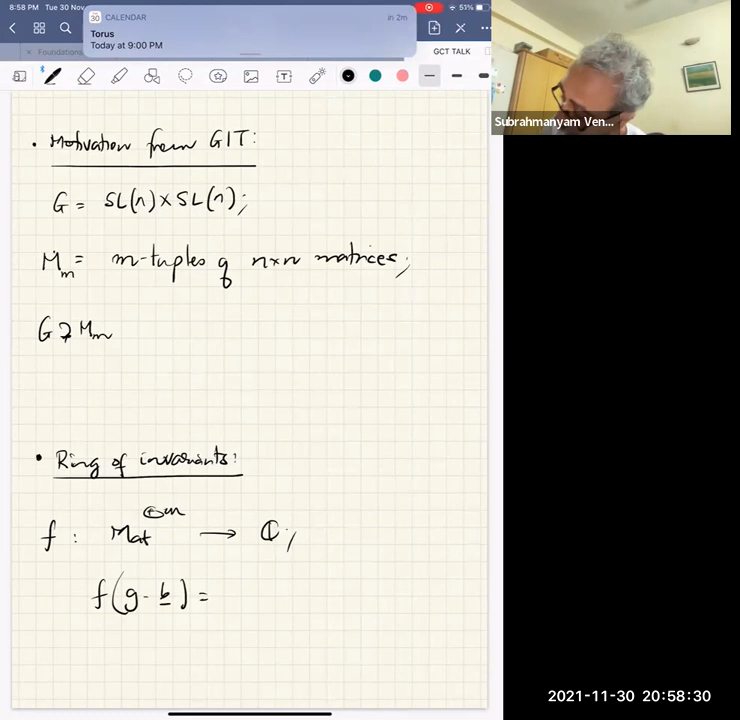 8:58 PM Tue 30 Nov
51%
30
CALENDAR
in 2m
Torus
Today at 9:00 PM
Foundations
GCT TALK
Subrahmanyam Ven...
• Motivation from GIT:
G = SL(n) × SL(n);
M_m = m-tuples of n×n matrices;
G ⊋ M_m
• Ring of invariants:
f : Mat^{⊕m} → ℂ;
f(g · b) =
2021-11-30 20:58:30